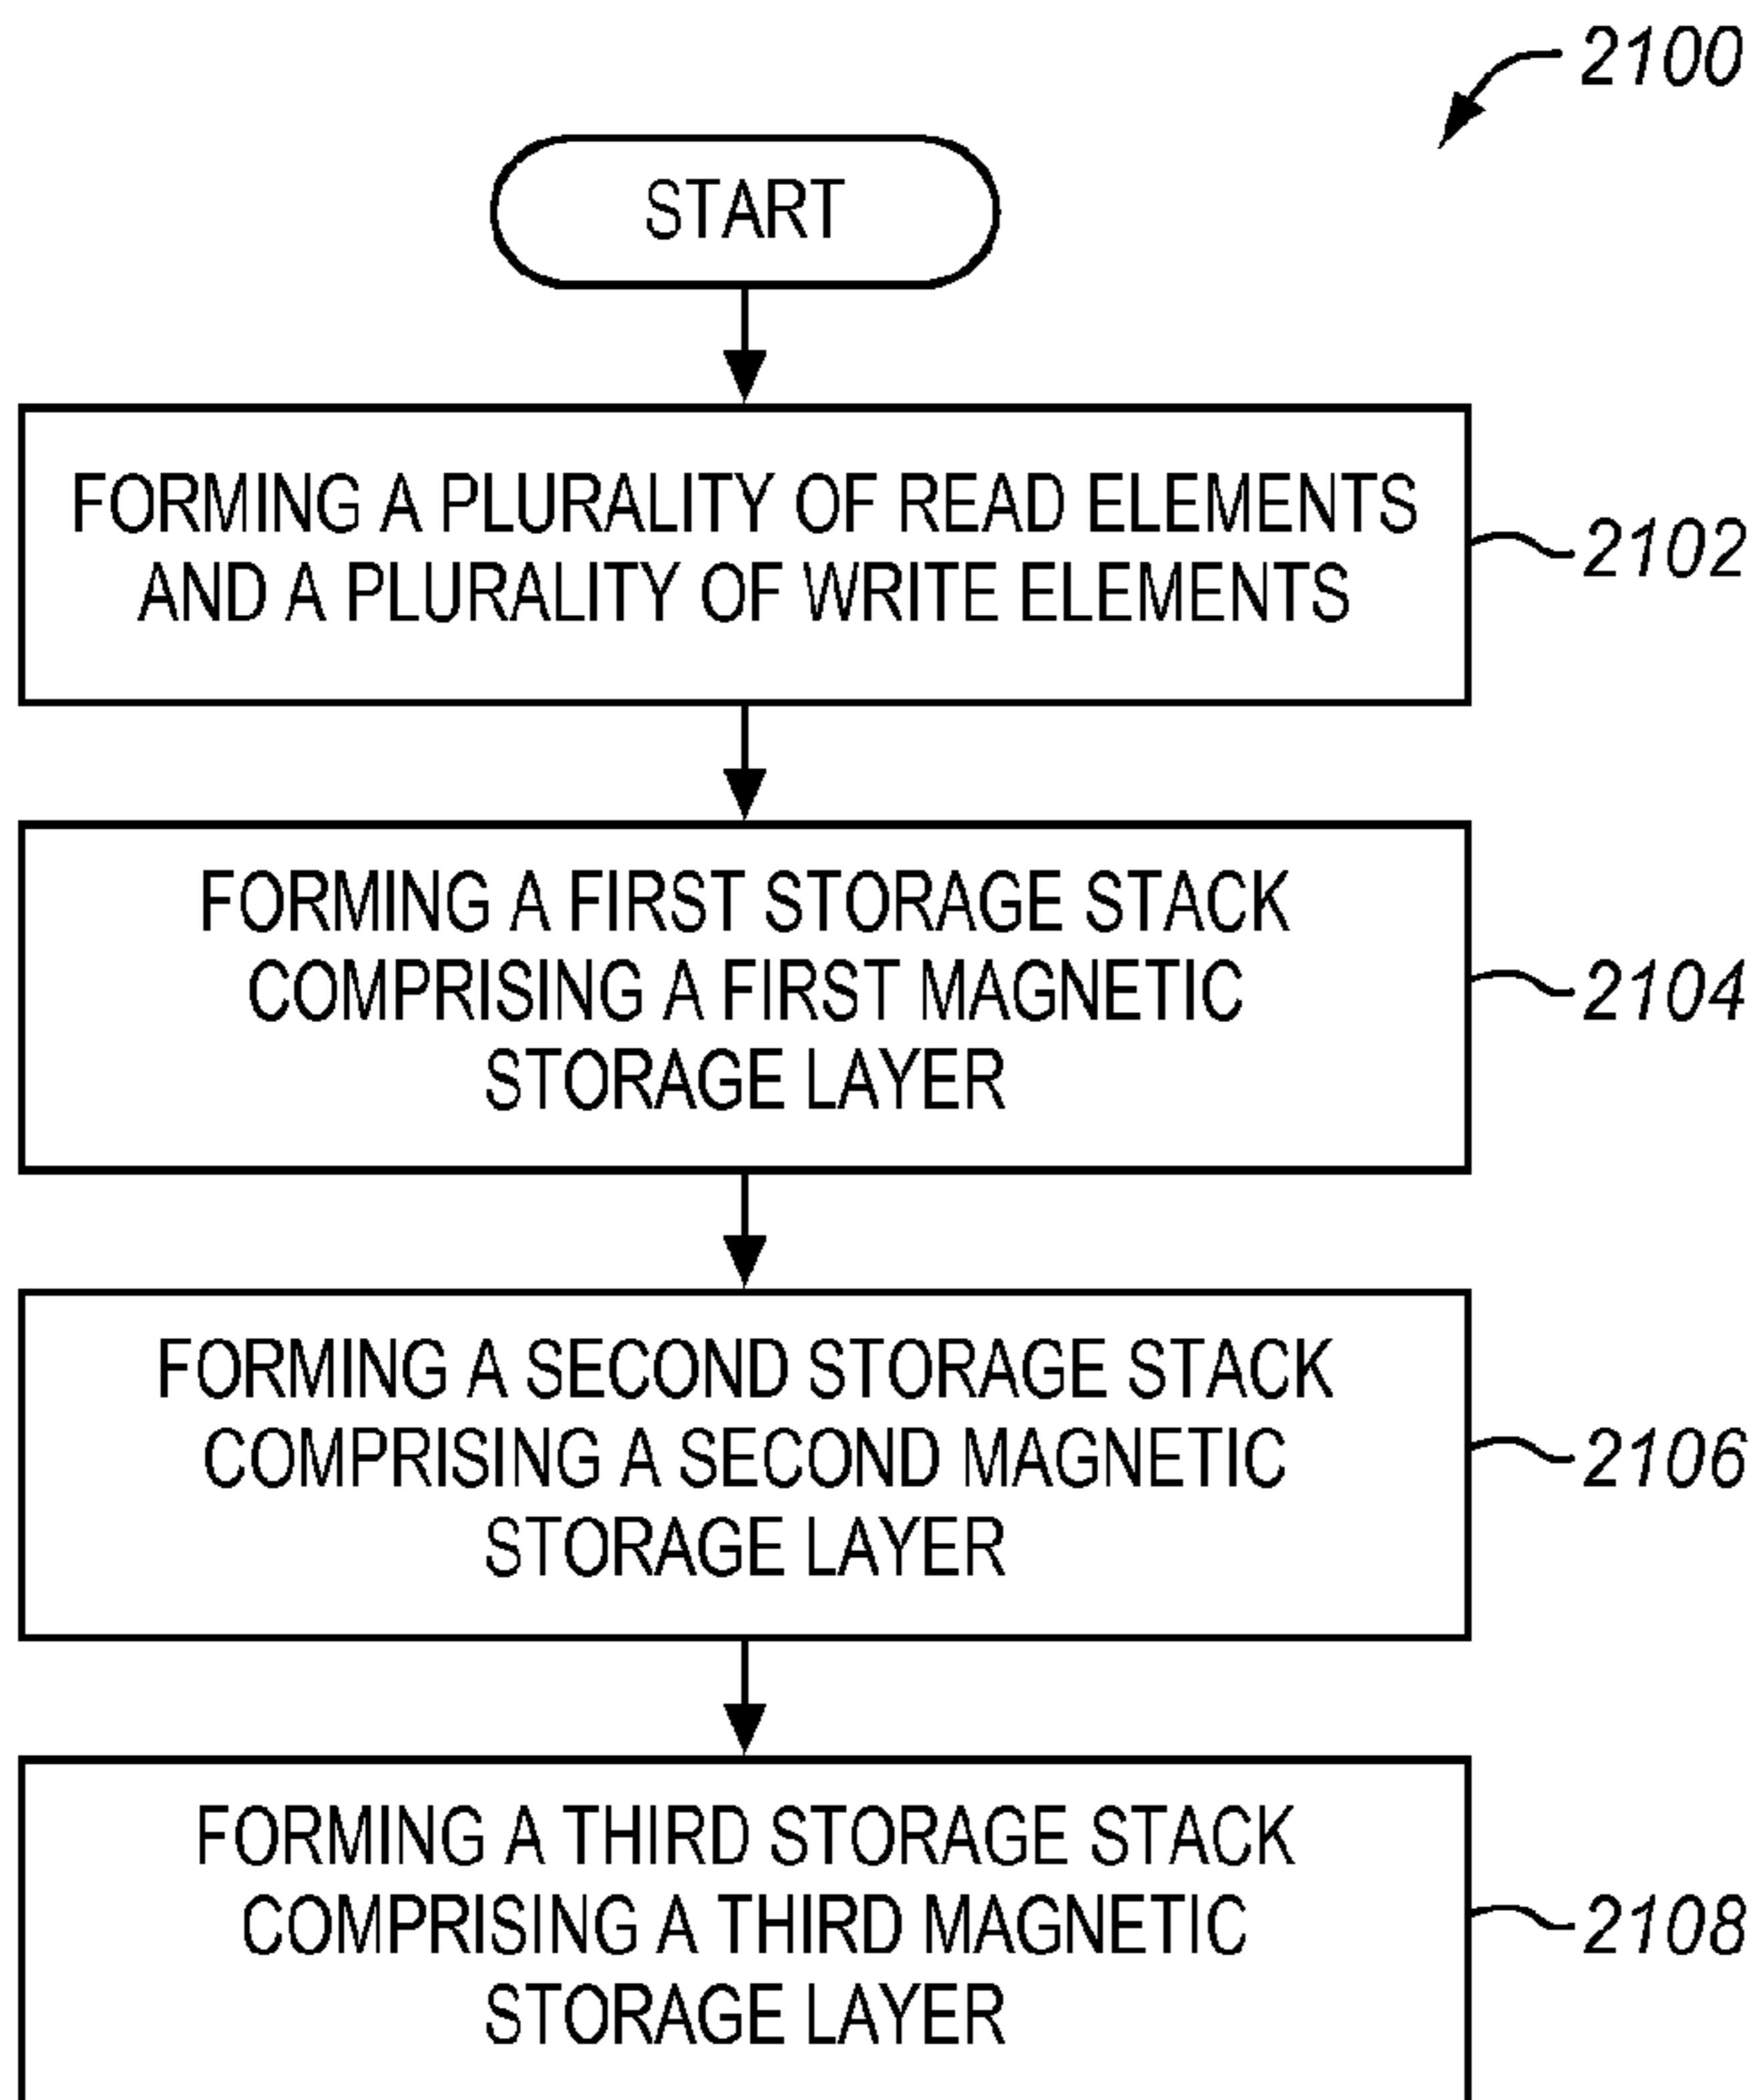 2100
START
FORMING A PLURALITY OF READ ELEMENTS
AND A PLURALITY OF WRITE ELEMENTS
2102
FORMING A FIRST STORAGE STACK
COMPRISING A FIRST MAGNETIC
STORAGE LAYER
2104
FORMING A SECOND STORAGE STACK
COMPRISING A SECOND MAGNETIC
STORAGE LAYER
2106
FORMING A THIRD STORAGE STACK
COMPRISING A THIRD MAGNETIC
STORAGE LAYER
2108